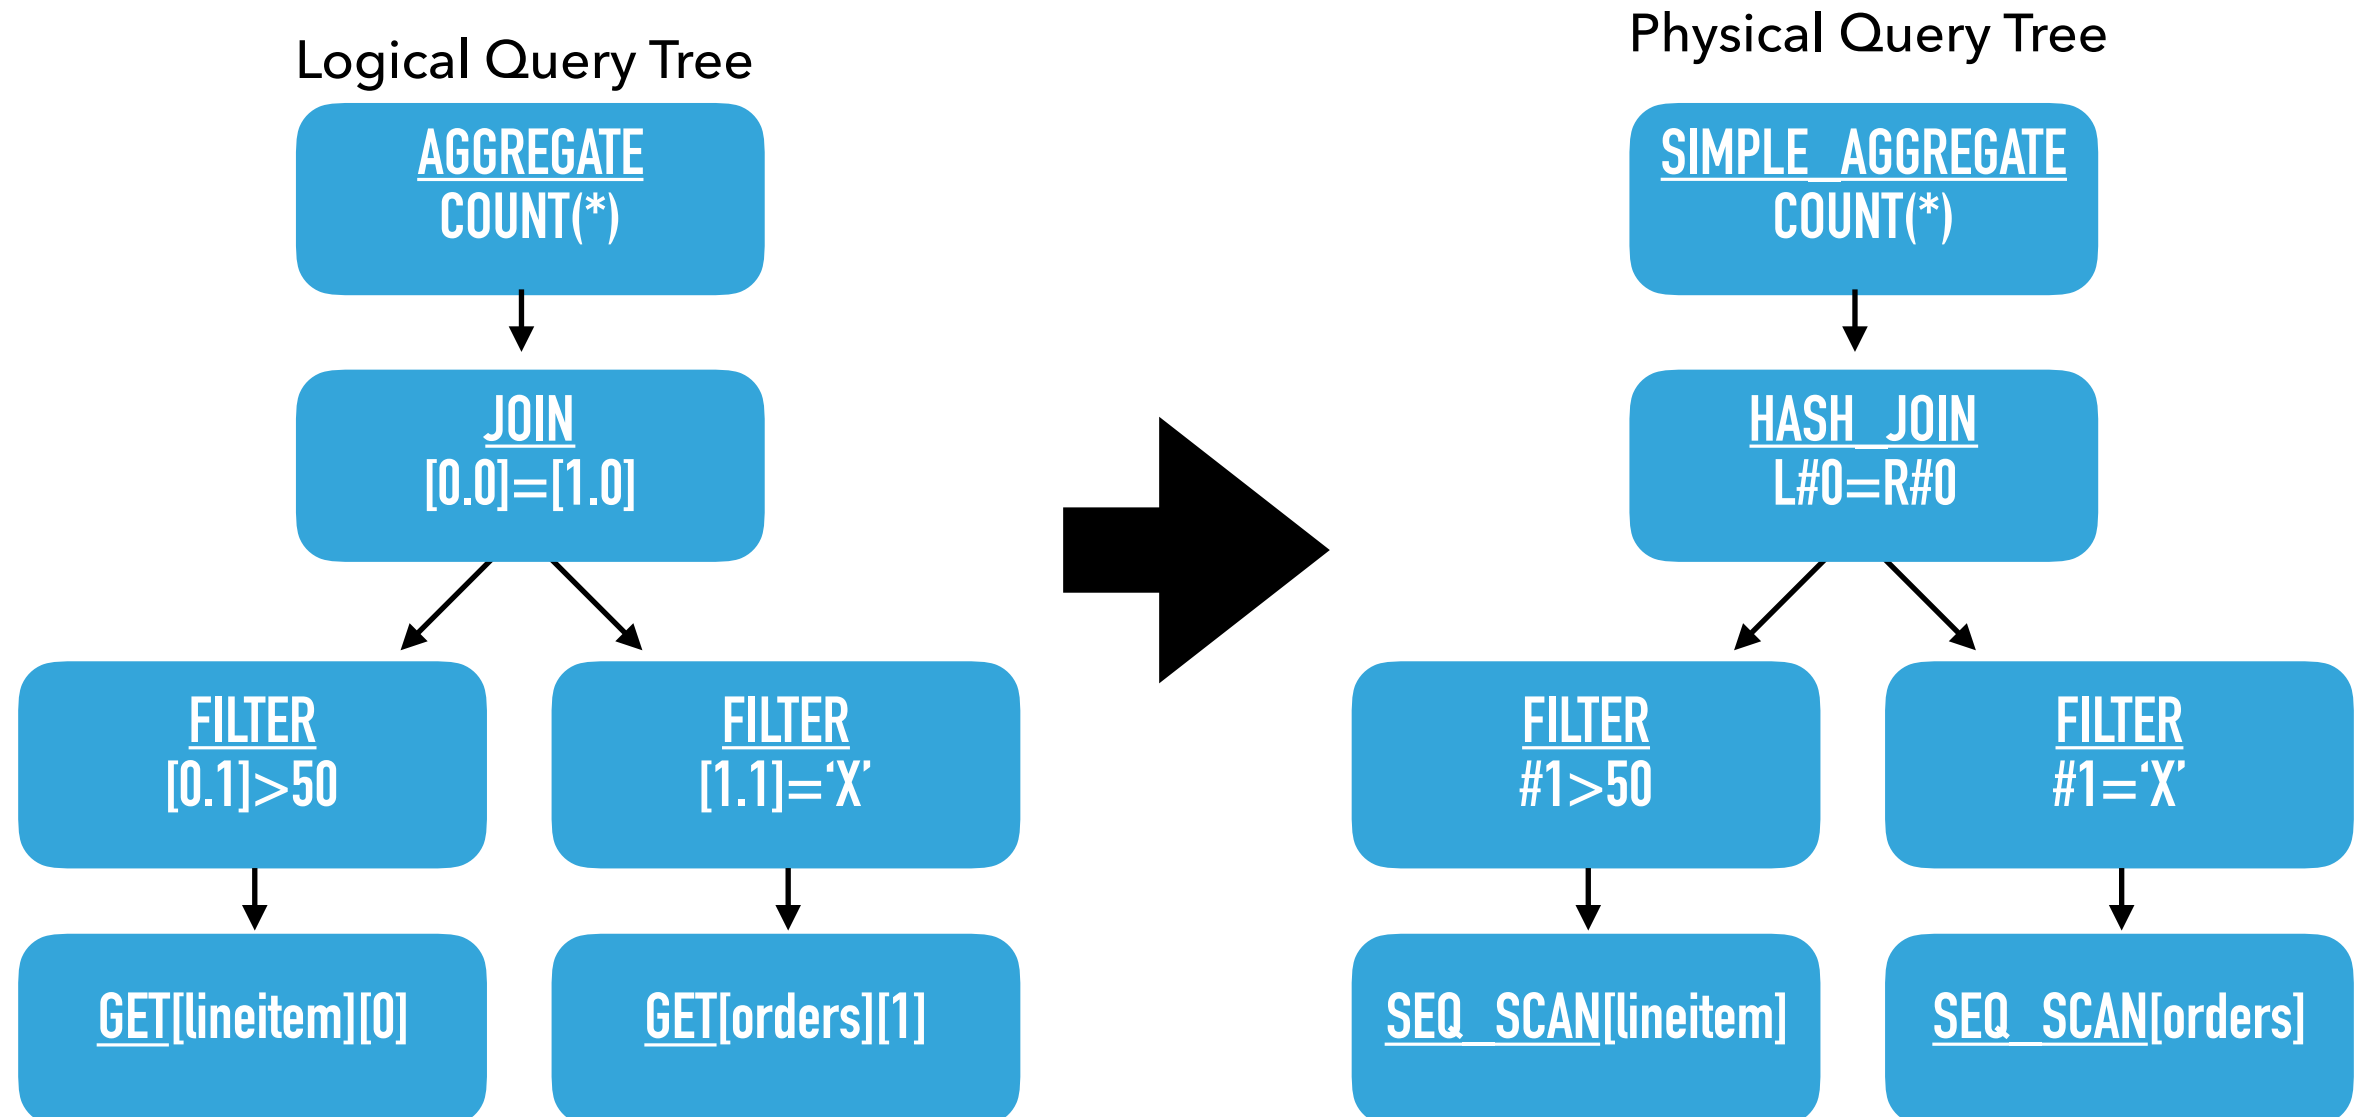 Logical Query Tree
AGGREGATE
COUNT(*)
JOIN
[0.0]=[1.0]
FILTER
[0.1]>50
FILTER
[1.1]=‘X’
GET[lineitem][0]
GET[orders][1]
Physical Query Tree
SIMPLE_AGGREGATE
COUNT(*)
HASH_JOIN
L#0=R#0
FILTER
#1>50
FILTER
#1=‘X’
SEQ_SCAN[lineitem]
SEQ_SCAN[orders]